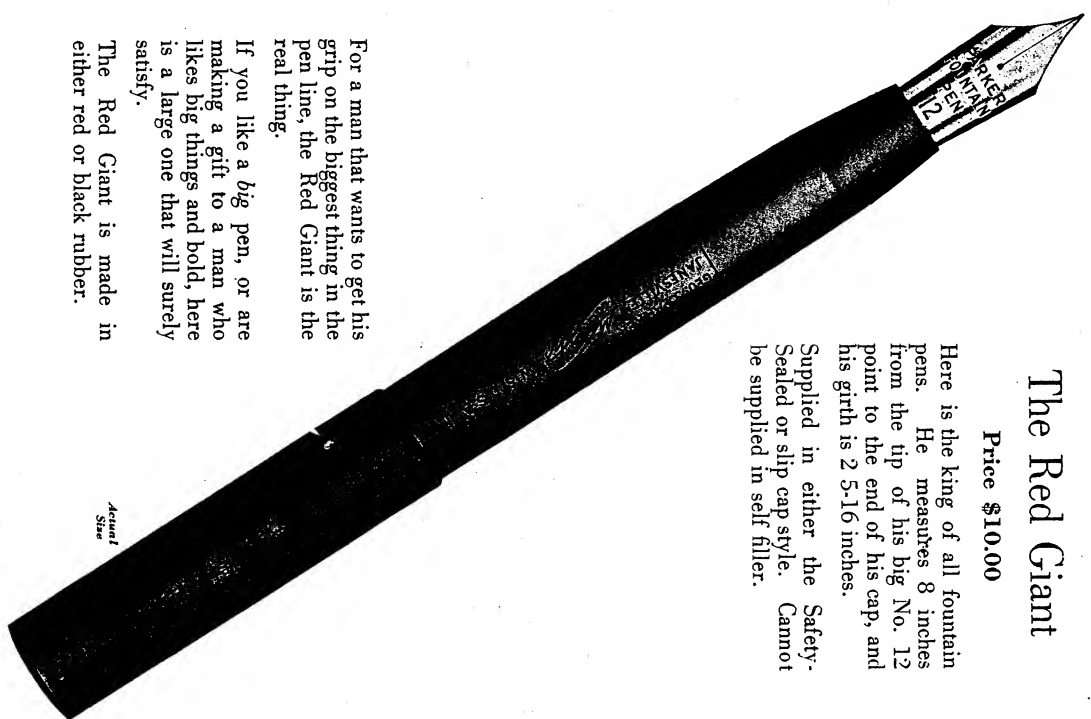 The Red Giant
Price $10.00
Here is the king of all fountain
pens. He measures 8 inches
from the tip of his big No. 12
point to the end of his cap, and
his girth is 2 5-16 inches.
Supplied in either the Safety-
Sealed or slip cap style. Cannot
be supplied in self filler.
PARKER
FOUNTAIN
PEN
12
JANESVILLE
For a man that wants to get his
grip on the biggest thing in the
pen line, the Red Giant is the
real thing.
If you like a big pen, or are
making a gift to a man who
likes big things and bold, here
is a large one that will surely
satisfy.
The Red Giant is made in
either red or black rubber.
Actual
Size